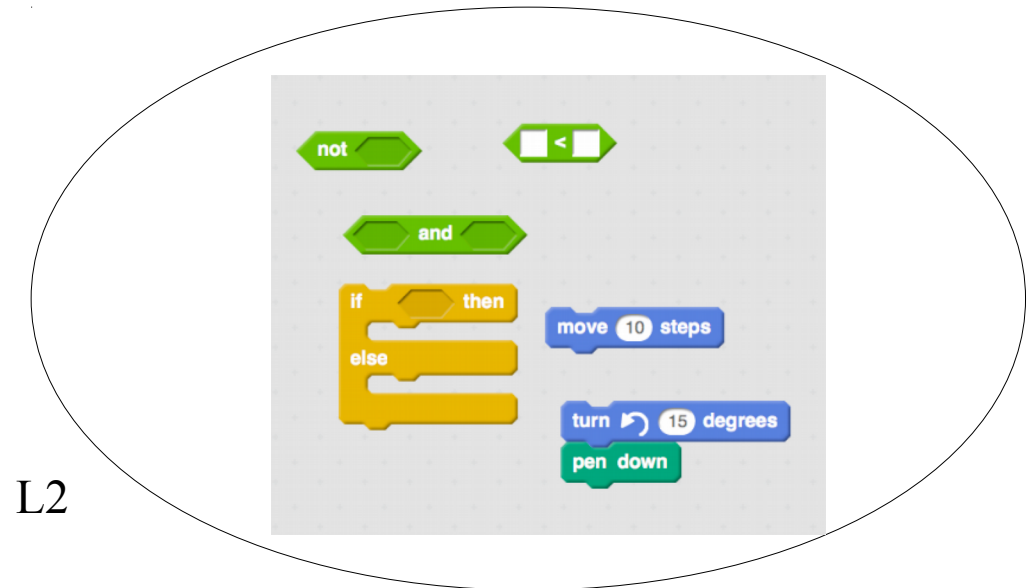 not
<
and
if then
else
move 10 steps
turn 15 degrees
pen down
L2